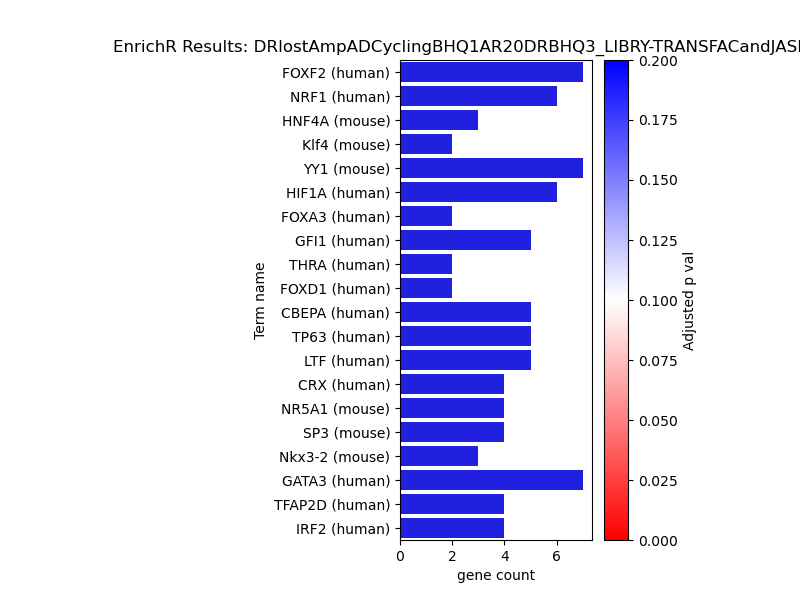 EnrichR Results: DRlostAmpADCyclingBHQ1AR20DRBHQ3_LIBRY-TRANSFACandJASI
FOXF2 (human)
NRF1 (human)
HNF4A (mouse)
Klf4 (mouse)
YY1 (mouse)
HIF1A (human)
FOXA3 (human)
GFI1 (human)
THRA (human)
FOXD1 (human)
CBEPA (human)
TP63 (human)
LTF (human)
CRX (human)
NR5A1 (mouse)
SP3 (mouse)
Nkx3-2 (mouse)
GATA3 (human)
TFAP2D (human)
IRF2 (human)
Term name
0 2 4 6
gene count
0.200
0.175
0.150
0.125
0.100
0.075
0.050
0.025
0.000
Adjusted p val